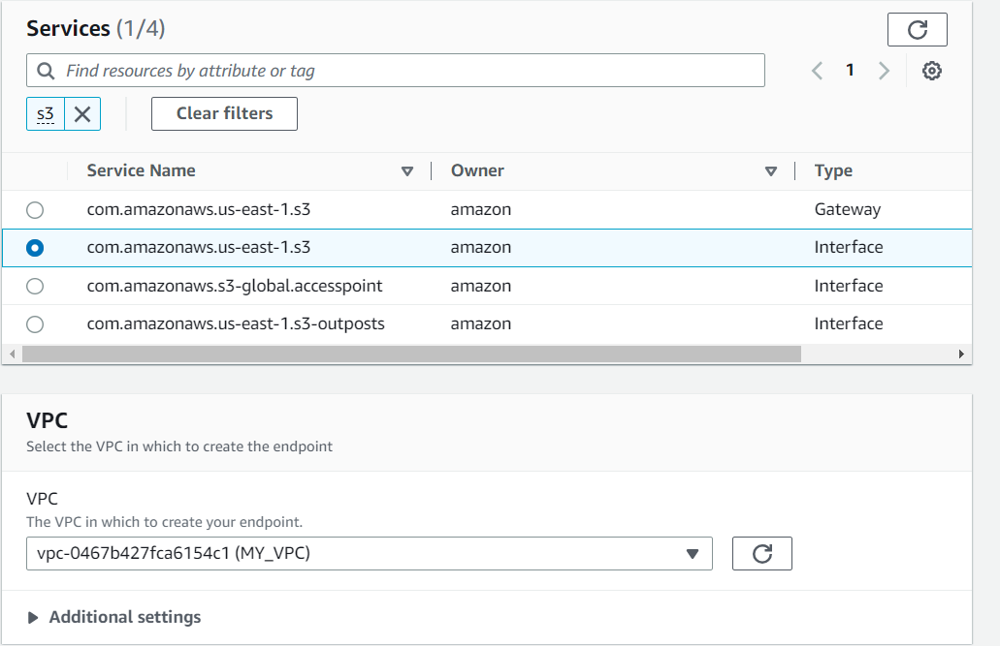 Services (1/4)
Find resources by attribute or tag
1
s3
Clear filters
Service Name Owner Type
com.amazonaws.us-east-1.s3 amazon Gateway
com.amazonaws.us-east-1.s3 amazon Interface
com.amazonaws.s3-global.accesspoint amazon Interface
com.amazonaws.us-east-1.s3-outposts amazon Interface
VPC
Select the VPC in which to create the endpoint
VPC
The VPC in which to create your endpoint.
vpc-0467b427fca6154c1 (MY_VPC)
Additional settings